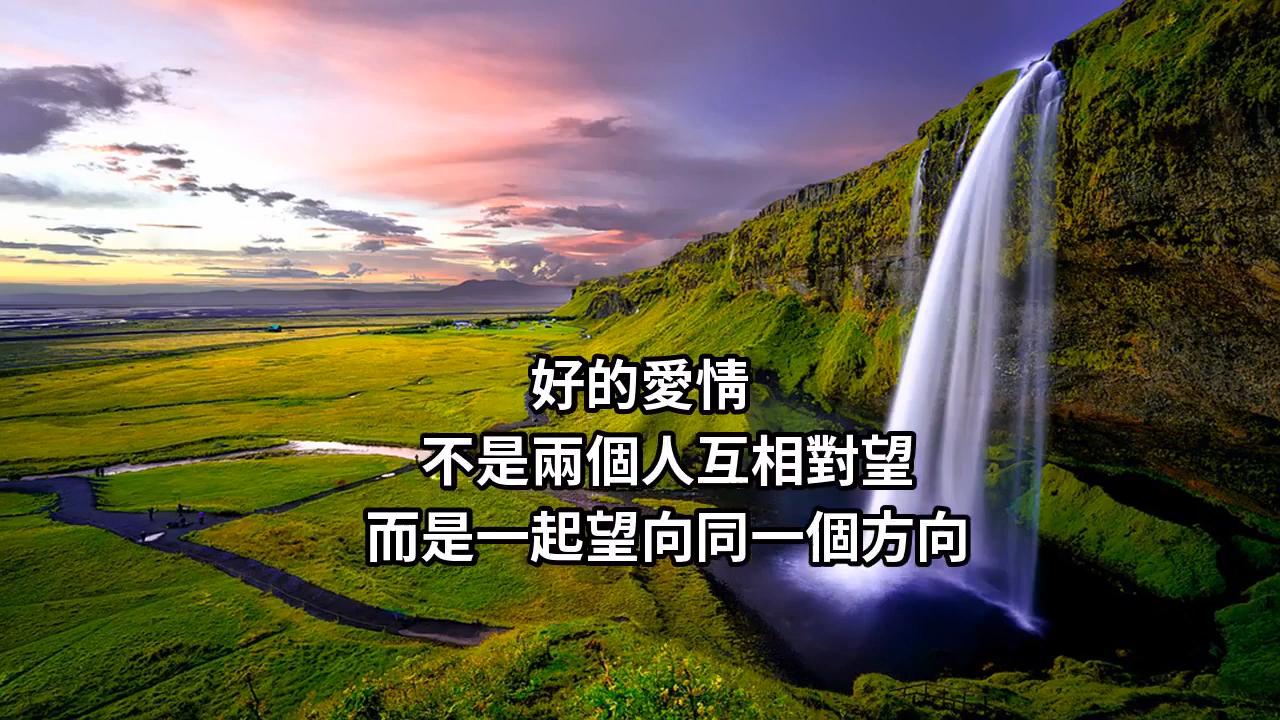 好的愛情
不是兩個人互相對望
而是一起望向同一個方向